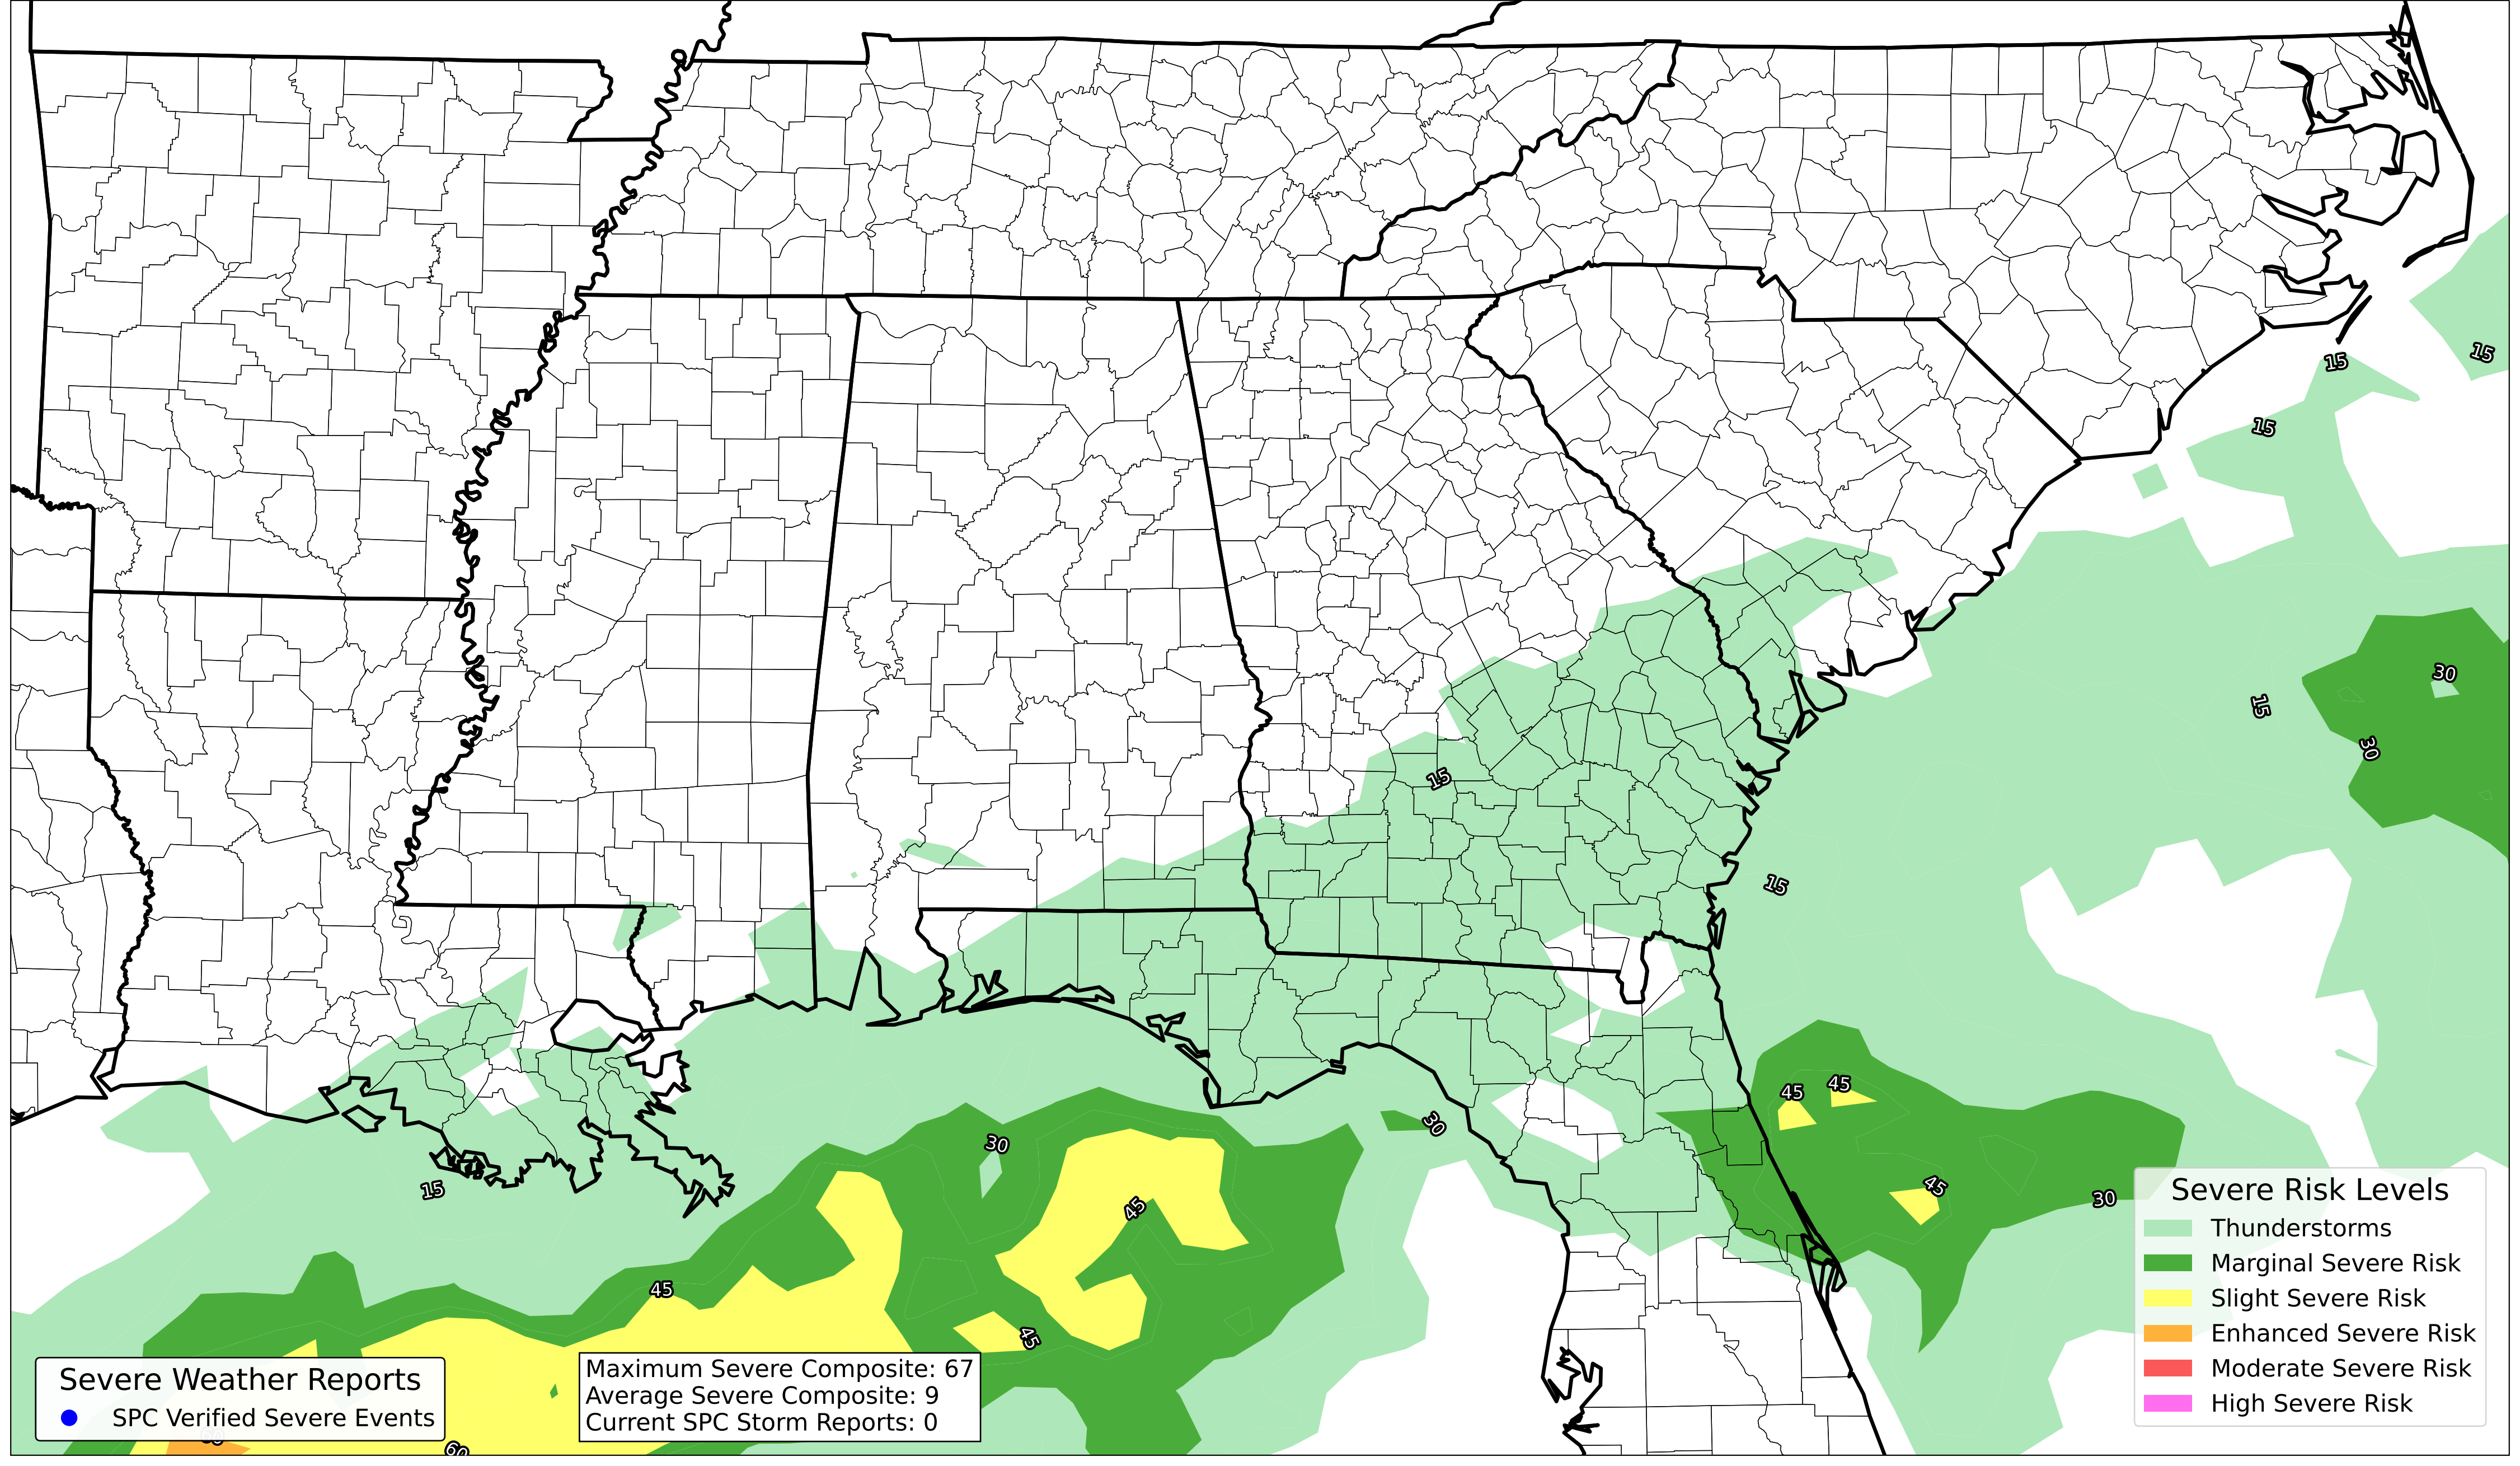 15
15
15
30
15
30
15
15
45
45
30
30
45
15
30
45
45
45
60
Severe Risk Levels
Thunderstorms
Marginal Severe Risk
Slight Severe Risk
Enhanced Severe Risk
Moderate Severe Risk
High Severe Risk
Severe Weather Reports
SPC Verified Severe Events
Maximum Severe Composite: 67
Average Severe Composite: 9
Current SPC Storm Reports: 0